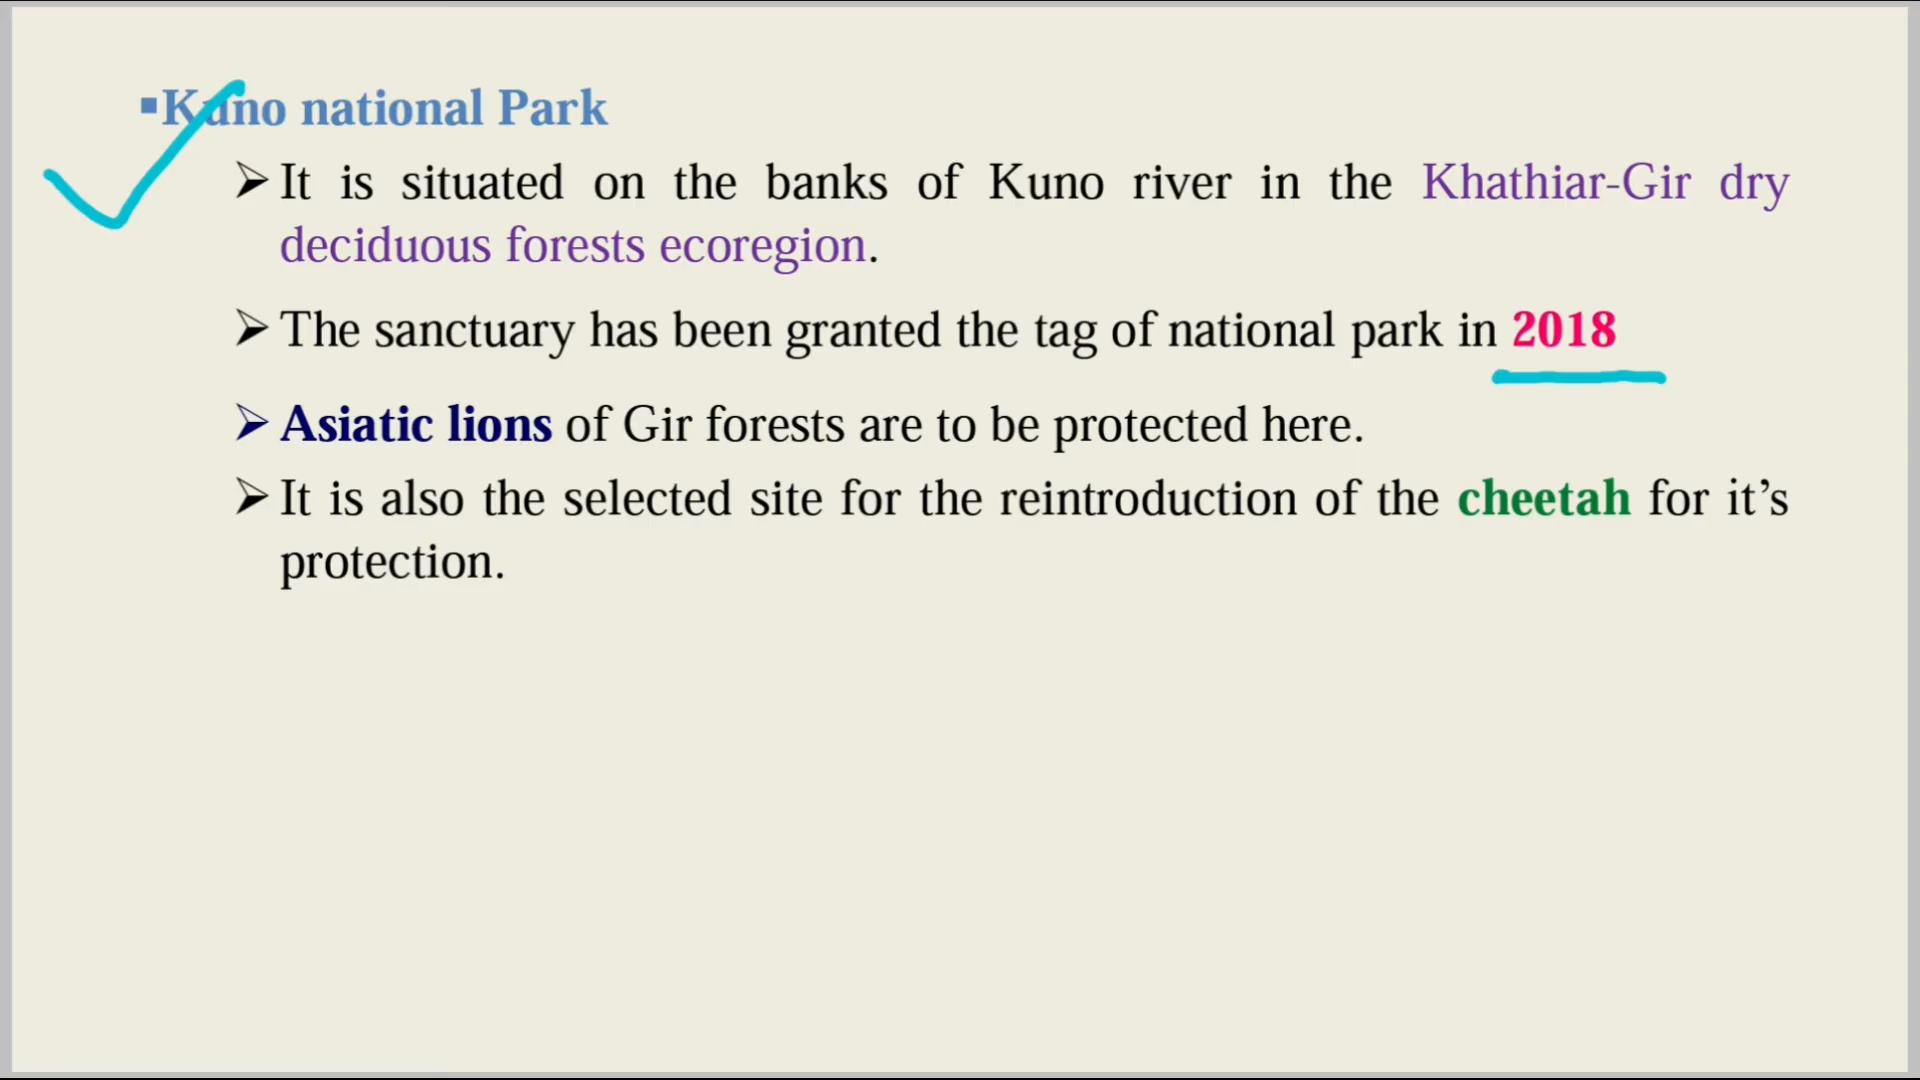 ▪Kuno national Park
➢It is situated on the banks of Kuno river in the Khathiar-Gir dry
deciduous forests ecoregion.
➢The sanctuary has been granted the tag of national park in 2018
➢Asiatic lions of Gir forests are to be protected here.
➢It is also the selected site for the reintroduction of the cheetah for it’s
protection.